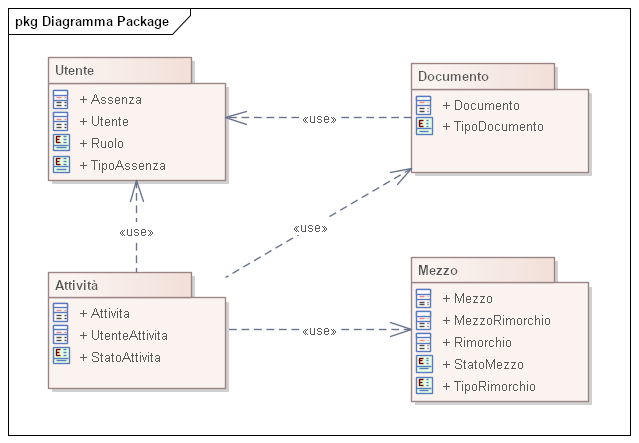 pkg Diagramma Package
Utente
+ Assenza
+ Utente
E + Ruolo
E + TipoAssenza
Documento
+ Documento
E + TipoDocumento
«use»
«use»
«use»
Attività
+ Attivita
+ UtenteAttivita
E + StatoAttivita
«use»
Mezzo
+ Mezzo
+ MezzoRimorchio
+ Rimorchio
E + StatoMezzo
E + TipoRimorchio